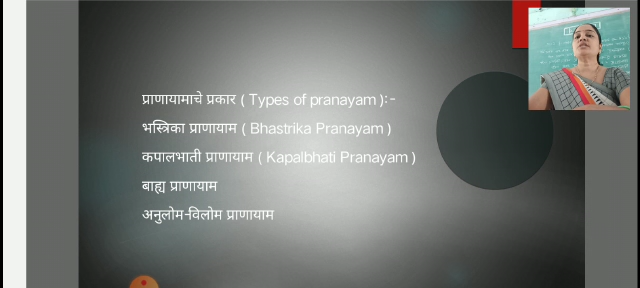 प्राणायामाचे प्रकार ( Types of pranayam ):-
भस्त्रिका प्राणायाम ( Bhastrika Pranayam )
कपालभाती प्राणायाम ( Kapalbhati Pranayam )
बाह्य प्राणायाम
अनुलोम-विलोम प्राणायाम